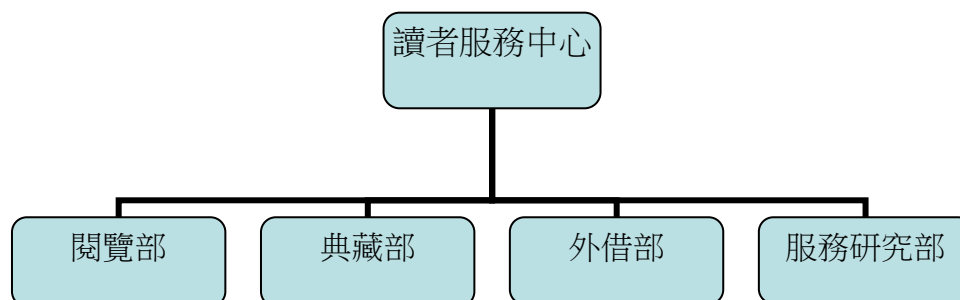 讀者服務中心
閱覽部
典藏部
外借部
服務研究部